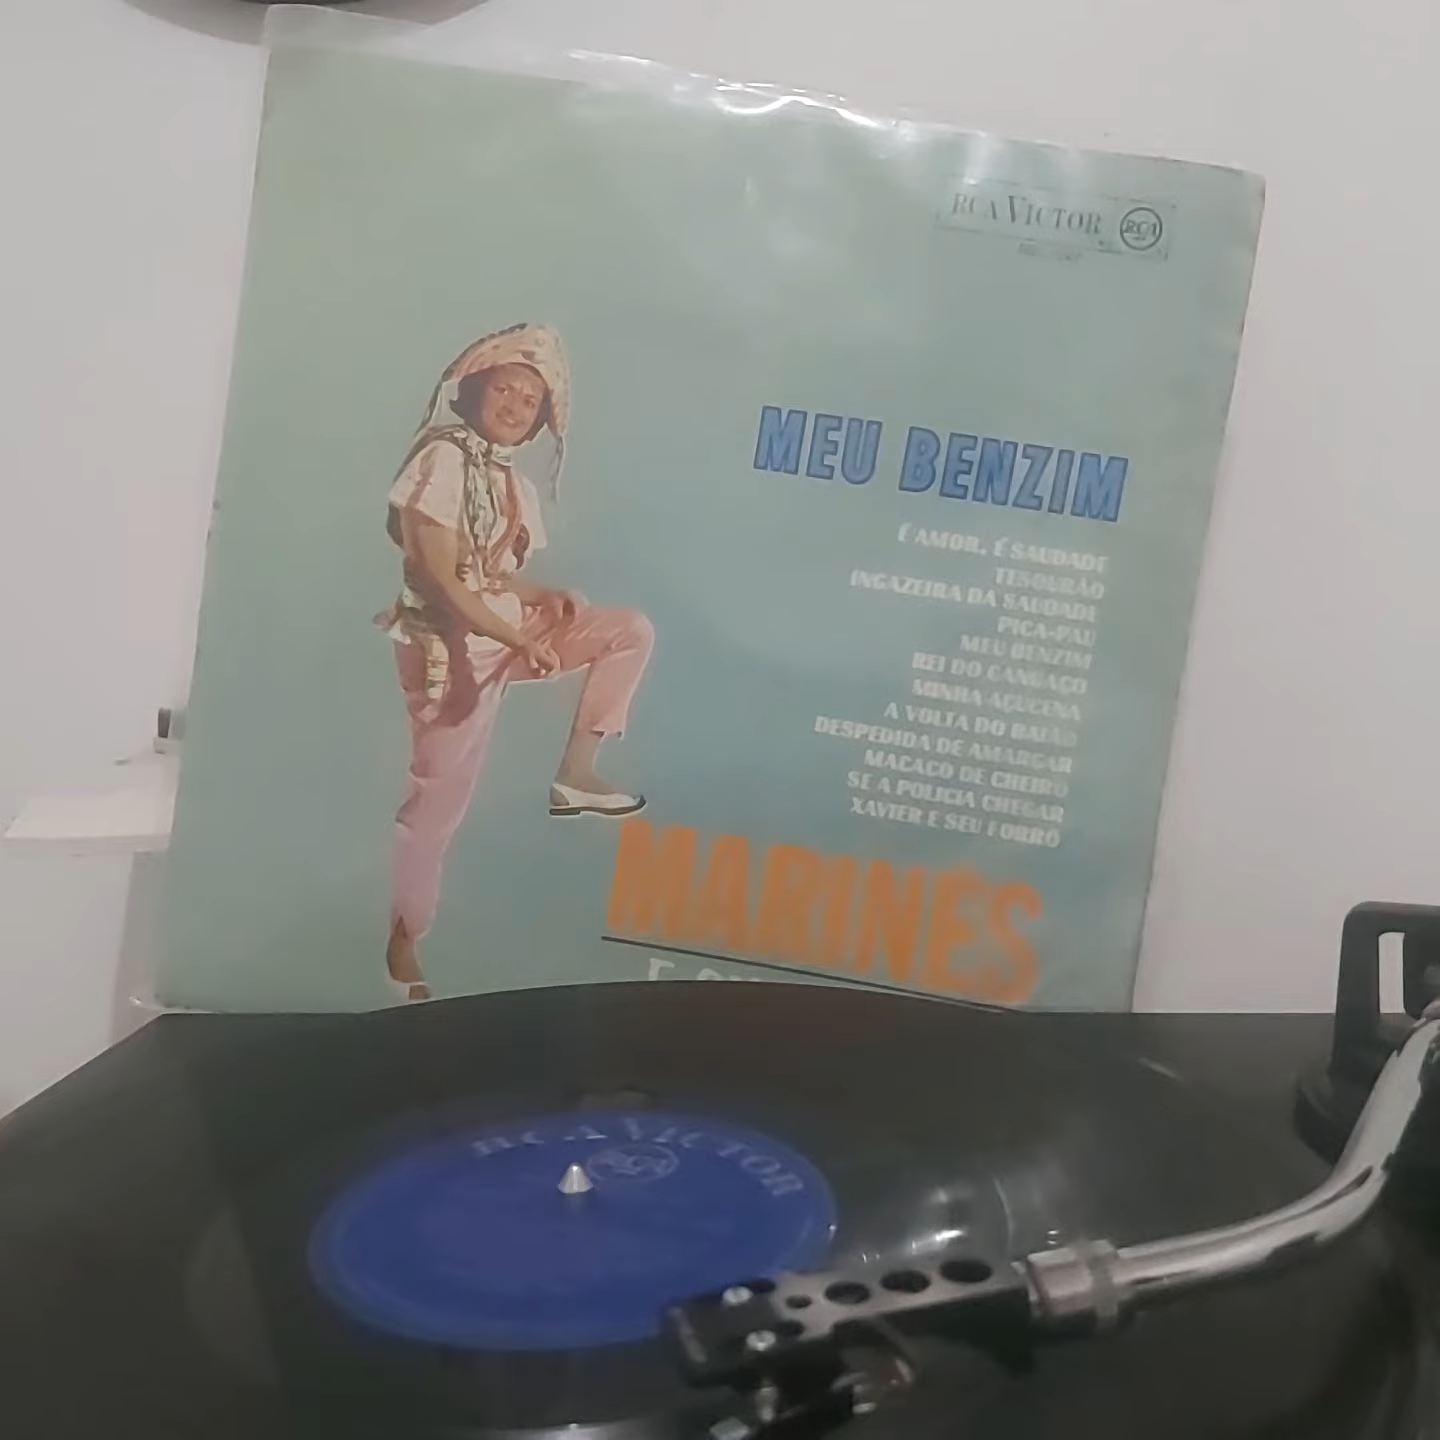 RCA VICTOR RCA
MEU BENZIM
É AMOR, É SAUDADE
TESOURÃO
INGAZEIRA DA SAUDADE
PICA-PAU
MEU BENZIM
REI DO CANGAÇO
MINHA AÇUCENA
A VOLTA DO BAIÃO
DESPEDIDA DE AMARGAR
MACACO DE CHEIRO
SE A POLICIA CHEGAR
XAVIER E SEU FORRÓ
MARINÊS
E
RCA VICTOR